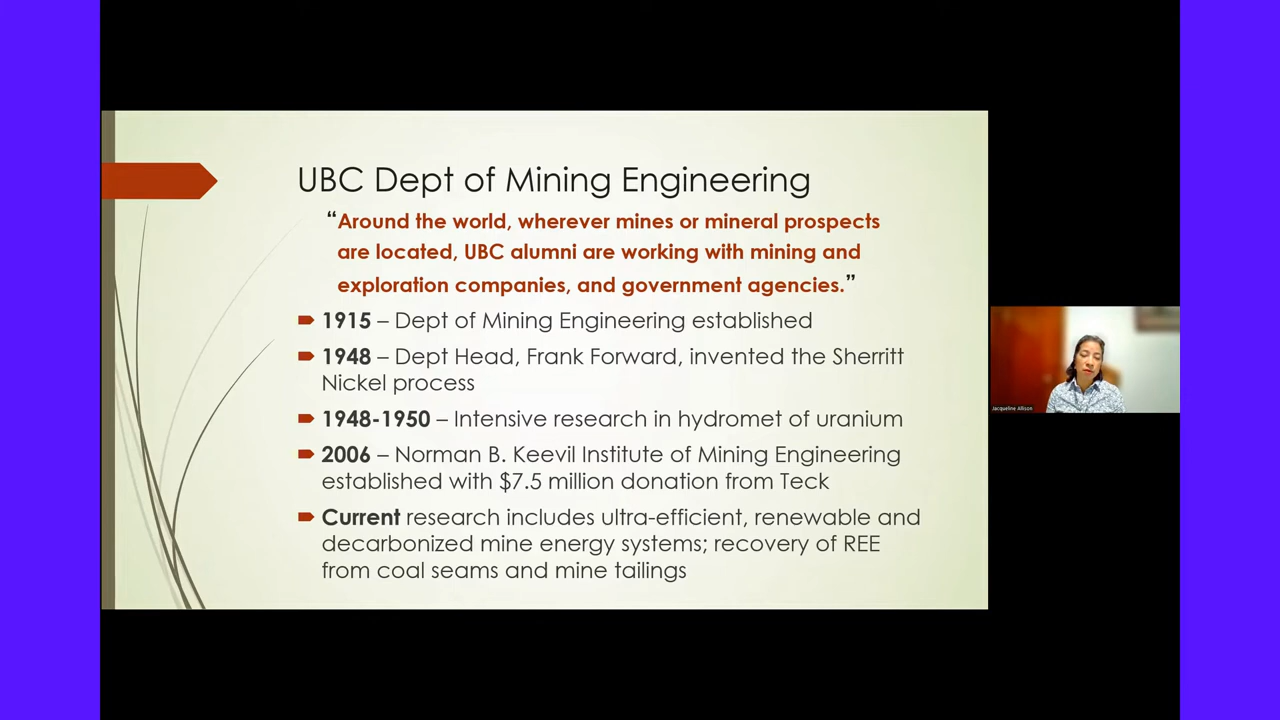 UBC Dept of Mining Engineering
“Around the world, wherever mines or mineral prospects
are located, UBC alumni are working with mining and
exploration companies, and government agencies.”
1915 – Dept of Mining Engineering established
1948 – Dept Head, Frank Forward, invented the Sherritt
Nickel process
1948-1950 – Intensive research in hydromet of uranium
2006 – Norman B. Keevil Institute of Mining Engineering
established with $7.5 million donation from Teck
Current research includes ultra-efficient, renewable and
decarbonized mine energy systems; recovery of REE
from coal seams and mine tailings
Jacqueline Allison